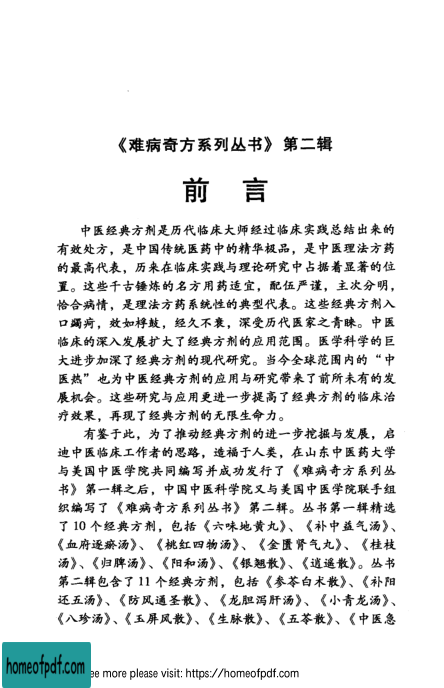 《难病奇方系列丛书》第二辑
前 言
中医经典方剂是历代临床大师经过临床实践总结出来的
有效处方，是中国传统医药中的精华极品，是中医理法方药
的最高代表，历来在临床实践与理论研究中占据着显著的位
置。这些千古锤炼的名方用药适宜，配伍严谨，主次分明，
恰合病情，是理法方药系统性的典型代表。这些经典方剂入
口蠲疴，效如桴鼓，经久不衰，深受历代医家之青睐。中医
临床的深入发展扩大了经典方剂的应用范围。医学科学的巨
大进步加深了经典方剂的现代研究。当今全球范围内的“中
医热”也为中医经典方剂的应用与研究带来了前所未有的发
展机会。这些研究与应用更进一步提高了经典方剂的临床治
疗效果，再现了经典方剂的无限生命力。
有鉴于此，为了推动经典方剂的进一步挖掘与发展，启
迪中医临床工作者的思路，造福于人类，在山东中医药大学
与美国中医学院共同编写并成功发行了《难病奇方系列丛
书》第一辑之后，中国中医科学院又与美国中医学院联手组
织编写了《难病奇方系列丛书》第二辑。丛书第一辑精选
了10个经典方剂，包括《六味地黄丸》、《补中益气汤》、
《血府逐瘀汤》、《桃红四物汤》、《金匮肾气丸》、《桂枝
汤》、《归脾汤》、《阳和汤》、《银翘散》、《逍遥散》。丛书
第二辑包含了11个经典方剂，包括《参苓白术散》、《补阳
还五汤》、《防风通圣散》、《龙胆泻肝汤》、《小青龙汤》、
《八珍汤》、《玉屏风散》、《生脉散》、《五苓散》、《中医急
homeofpdf.com
ee more please visit: https://homeofpdf.com